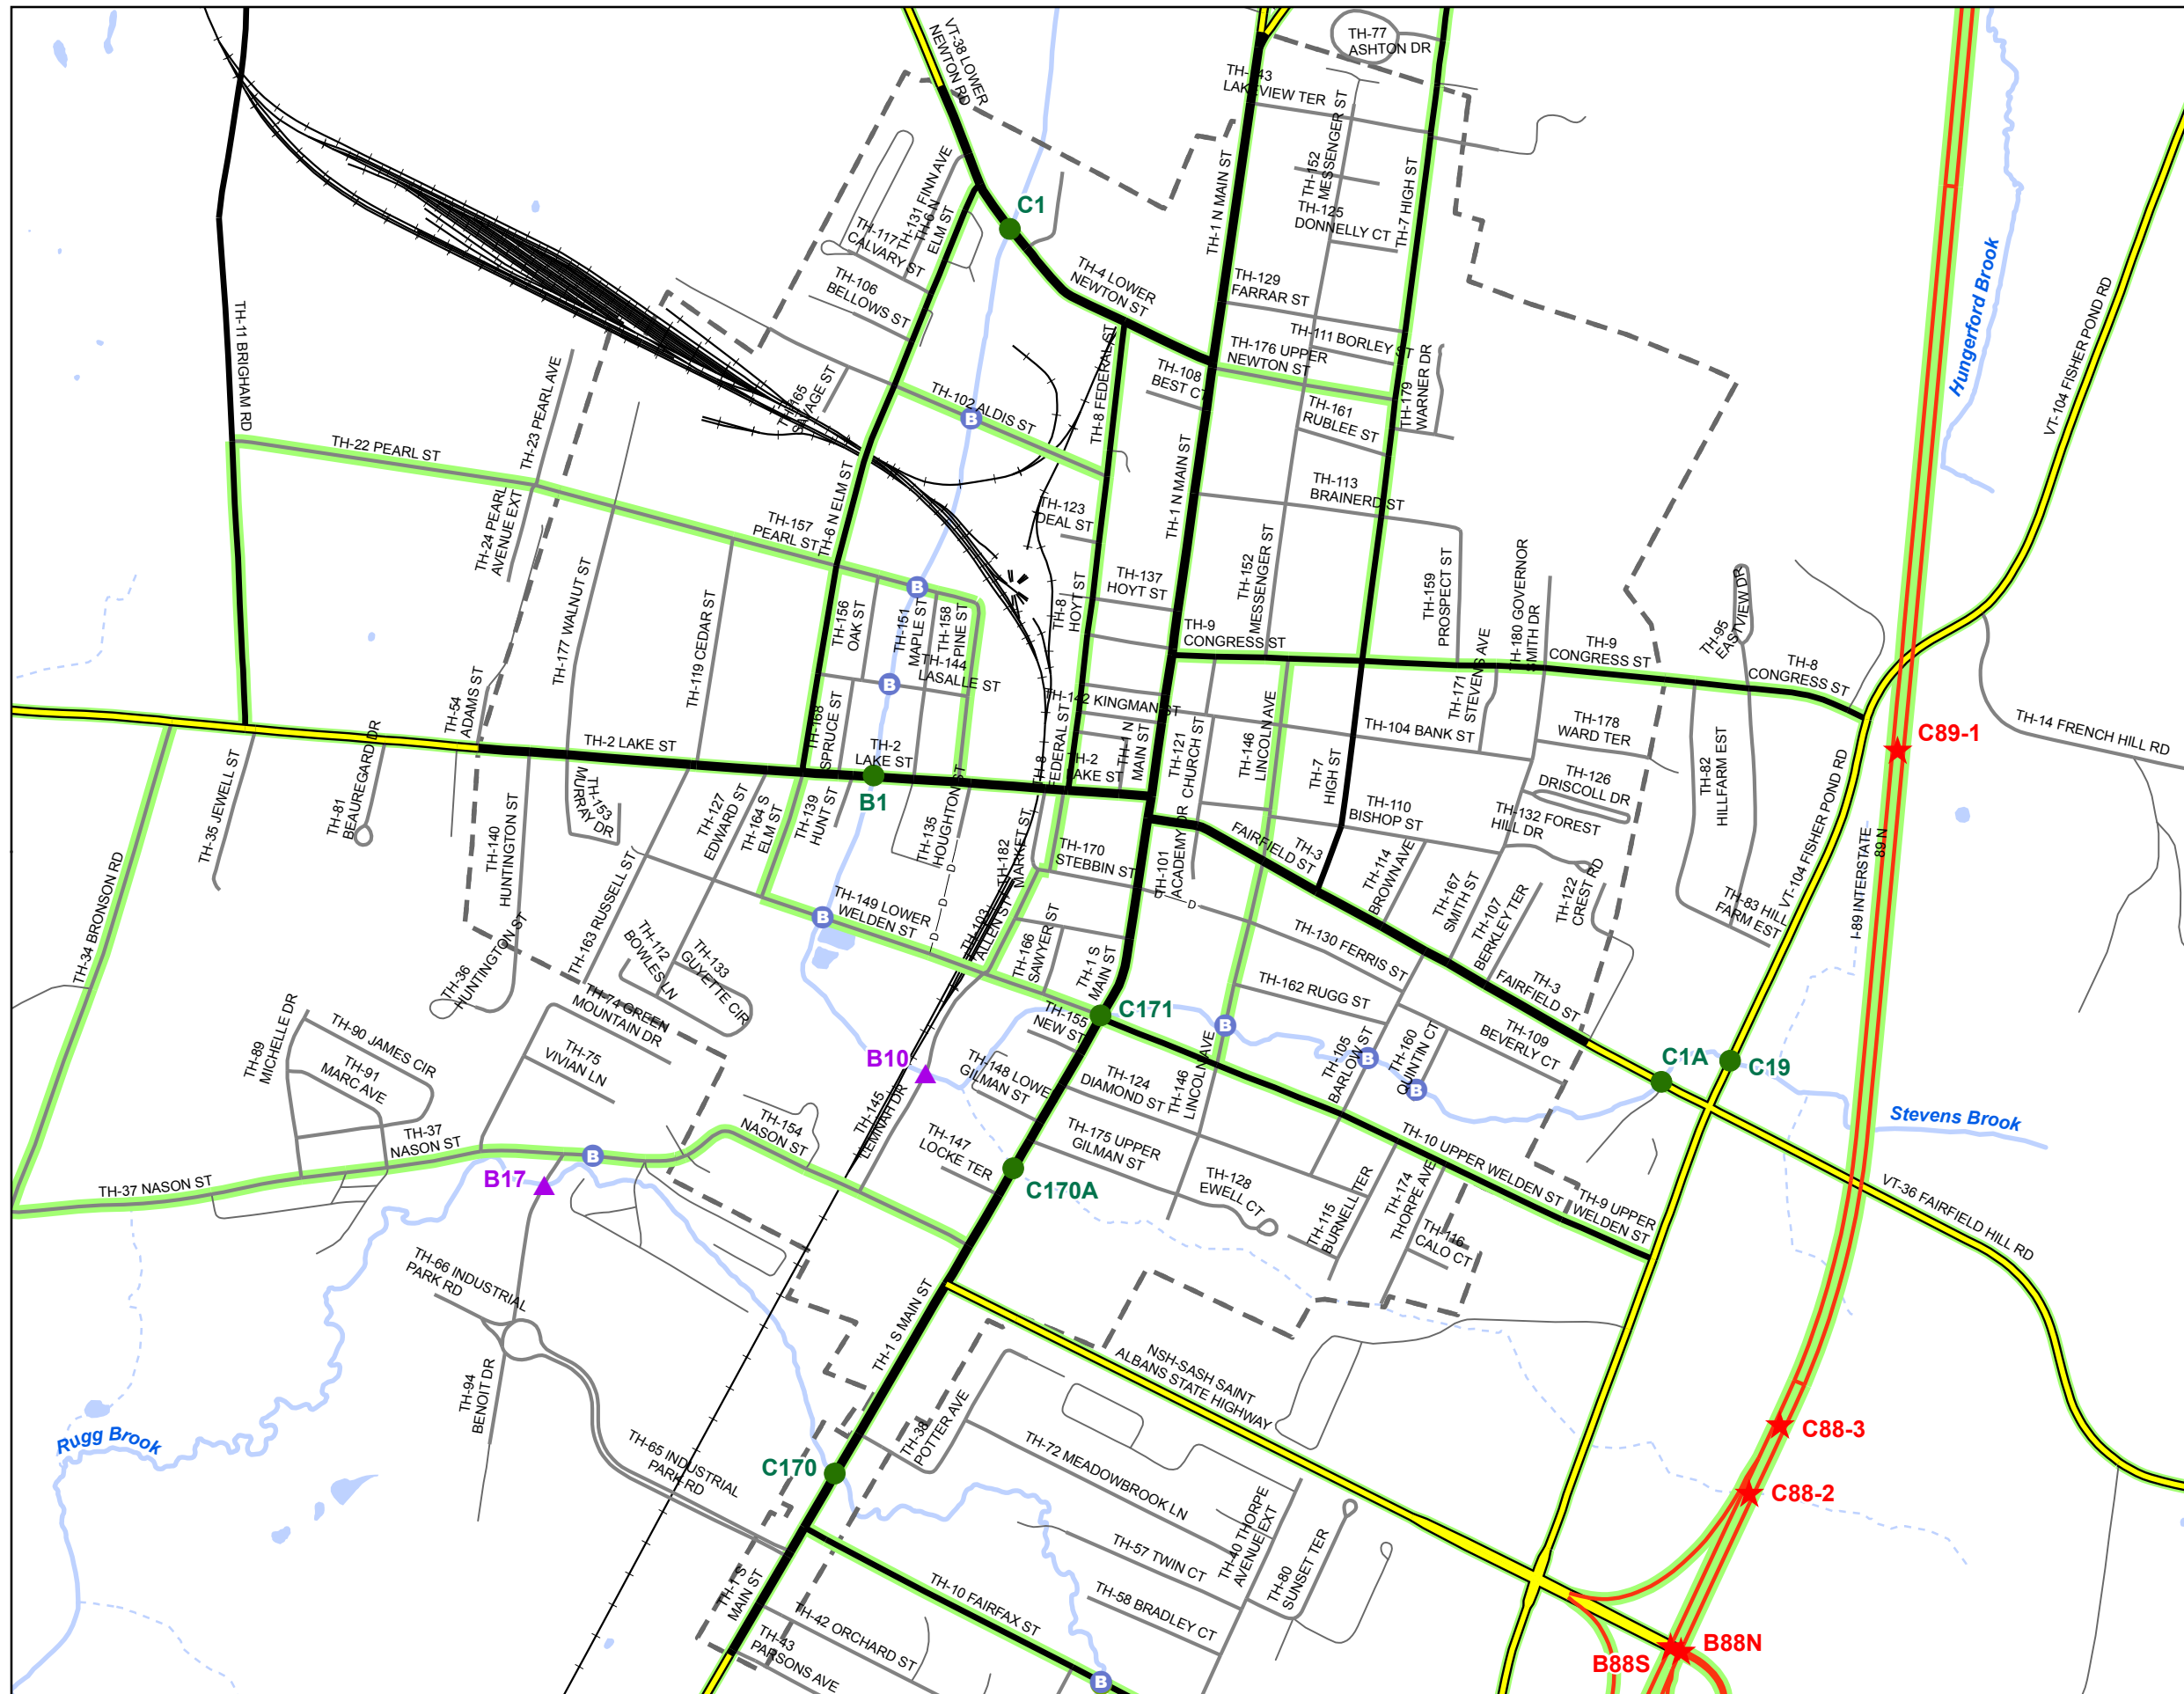 VT-38 LOWER
NEWTON RD
TH-77
ASHTON DR
LAKEVIEW TER
TH-152
MESSENGER ST
TH-1 N MAIN ST
TH-7 HIGH ST
TH-125
DONNELLY CT
TH-131 FINN AVE
TH-6 N
ELM ST
TH-117
CALVARY ST
TH-106
BELLOWS ST
C1
TH-4 LOWER
NEWTON ST
TH-129
FARRAR ST
TH-111 BORLEY ST
TH-176 UPPER
NEWTON ST
TH-108
BEST CT
TH-179
WARNER DR
TH-161
RUBLEE ST
TH-8 FEDERAL ST
TH-102 ALDIS ST
B
TH-165
SAVAGE ST
TH-11 BRIGHAM RD
TH-22 PEARL ST
TH-23 PEARL AVE
TH-24 PEARL
AVENUE EXT
TH-157
PEARL ST
TH-6 N ELM ST
TH-123
DEAL ST
TH-1 N MAIN ST
TH-113
BRAINERD ST
Hungerford Brook
VT-104 FISHER POND RD
TH-137
HOYT ST
TH-8
HOYT ST
TH-152
MESSENGER ST
TH-9
CONGRESS ST
TH-159
PROSPECT ST
TH-180 GOVERNOR
SMITH DR
TH-9
CONGRESS ST
TH-95
EASTVIEW DR
TH-8
CONGRESS ST
TH-177 WALNUT ST
TH-119 CEDAR ST
TH-156
OAK ST
B
TH-151
MAPLE ST
TH-158
PINE ST
TH-144
LASALLE ST
B
TH-54
ADAMS ST
TH-168
SPRUCE ST
TH-142 KINGMAN ST
TH-171
STEVENS AVE
TH-104 BANK ST
TH-178
WARD TER
TH-14 FRENCH HILL RD
C89-1
TH-2 LAKE ST
TH-2
LAKE ST
TH-8
FEDERAL ST
TH-2
LAKE ST
TH-1 N
MAIN ST
TH-121
CHURCH ST
TH-146
LINCOLN AVE
TH-7
HIGH ST
TH-82
HILLFARM EST
TH-126
DRISCOLL DR
TH-132 FOREST
HILL DR
TH-110
BISHOP ST
B1
TH-35 JEWELL ST
TH-81
BEAUREGARD DR
TH-140
HUNTINGTON ST
TH-153
MURRAY DR
TH-127
EDWARD ST
TH-164 S
ELM ST
TH-139
HUNT ST
TH-135
HOUGHTON ST
TH-182
MARKET ST
TH-170
STEBBIN ST
TH-101
ACADEMY DR
TH-3
FAIRFIELD ST
TH-114
BROWN AVE
TH-167
SMITH ST
TH-107
BERKLEY TER
TH-122
CREST RD
TH-83 HILL
FARM EST
VT-104 FISHER POND RD
I-89 INTERSTATE
89 N
TH-34 BRONSON RD
TH-36
HUNTINGTON ST
TH-163 RUSSELL ST
TH-112
BOWLES LN
TH-133
GUYETTE CIR
B
TH-149 LOWER
WELDEN ST
D
D
D
D
TH-103
ALLEN ST
TH-166
SAWYER ST
TH-1 S
MAIN ST
TH-130 FERRIS ST
TH-162 RUGG ST
TH-3
FAIRFIELD ST
C171
TH-89
MICHELLE DR
TH-90 JAMES CIR
TH-91
MARC AVE
TH-74 GREEN
MOUNTAIN DR
TH-75
VIVIAN LN
B10
TH-155
NEW ST
B
TH-105
BARLOW ST
B
TH-160
QUINTIN CT
B
TH-109
BEVERLY CT
C1A
C19
Stevens Brook
TH-124
DIAMOND ST
TH-146
LINCOLN AVE
GILMAN ST
TH-145
LEMNAH DR
TH-154
NASON ST
TH-37
NASON ST
TH-37 NASON ST
B17
B
TH-147
LOCKE TER
TH-175 UPPER
GILMAN ST
C170A
TH-128
EWELL CT
TH-115
BURNELL TER
TH-174
THORPE AVE
TH-116
CALO CT
TH-10 UPPER WELDEN ST
TH-9 UPPER
WELDEN ST
VT-36 FAIRFIELD HILL RD
TH-66 INDUSTRIAL
PARK RD
TH-94
BENOIT DR
TH-1 S MAIN ST
NSH-SASH SAINT
ALBANS STATE HIGHWAY
Rugg Brook
TH-65 INDUSTRIAL
PARK RD
C170
TH-38
POTTER AVE
TH-72 MEADOWBROOK LN
TH-40 THORPE
AVENUE EXT
TH-57 TWIN CT
TH-58 BRADLEY CT
TH-80
SUNSET TER
C88-3
C88-2
TH-1 S
MAIN ST
TH-10 FAIRFAX ST
TH-42 ORCHARD ST
TH-43
PARSONS AVE
B
B88S
B88N